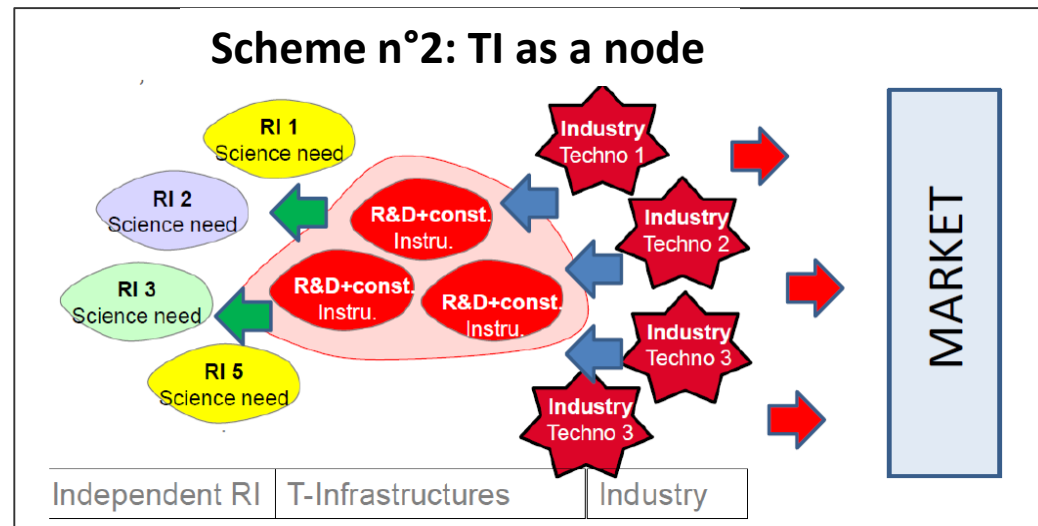 Scheme n°2: TI as a node
RI 1
Science need
RI 2
Science need
RI 3
Science need
RI 5
Science need
R&D+const.
Instru.
R&D+const.
Instru.
R&D+const.
Instru.
Industry
Techno 1
Industry
Techno 2
Industry
Techno 3
Industry
Techno 3
MARKET
Independent RI
T-Infrastructures
Industry